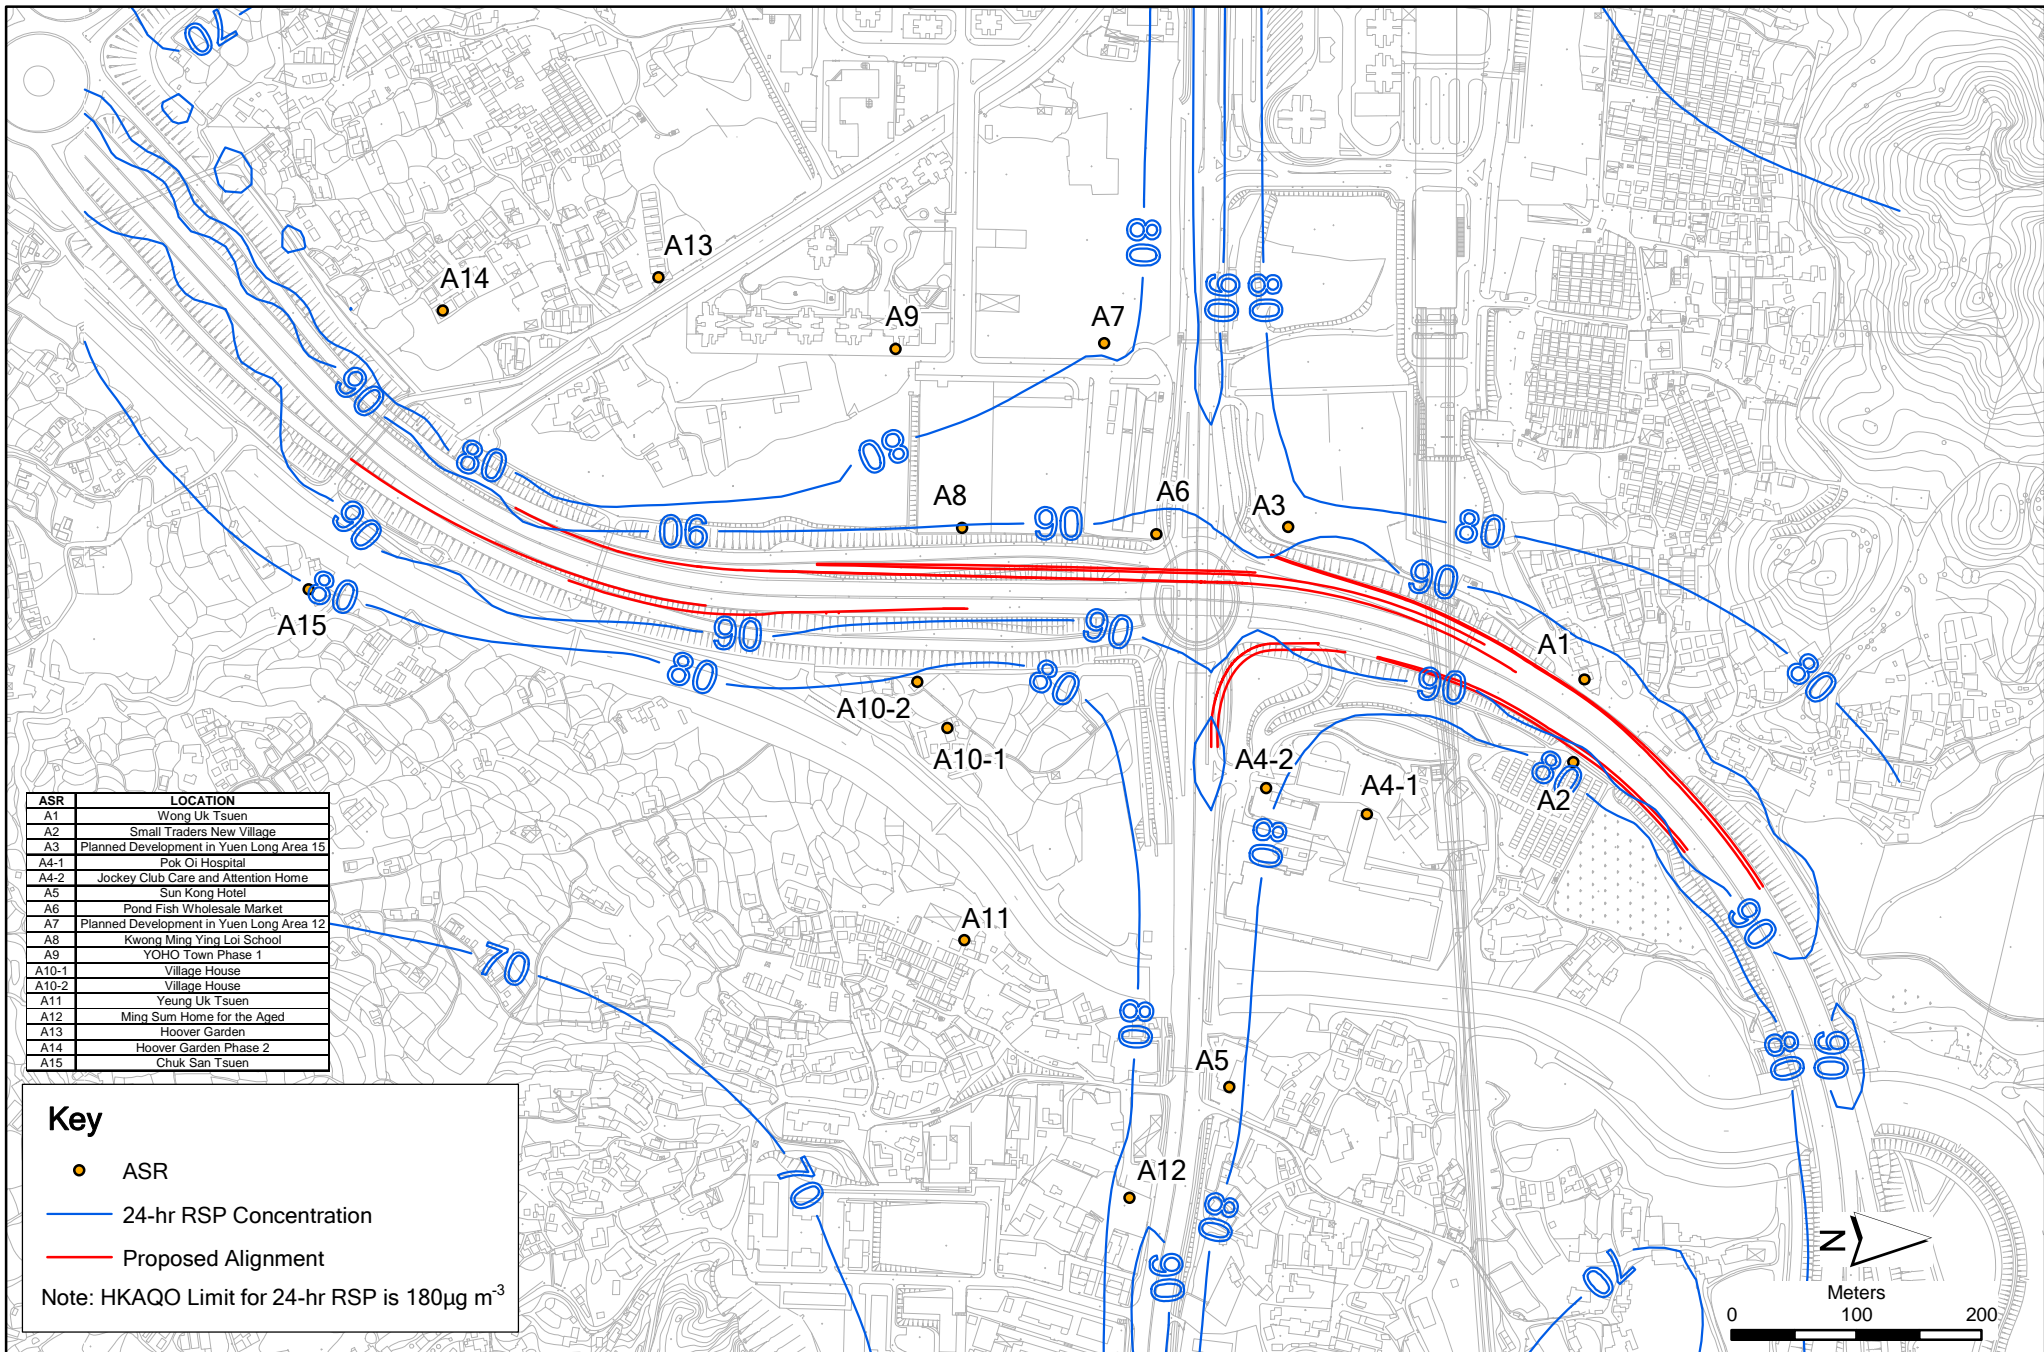 70
A13
A14
80
90
80
A9
A7
90
80
80
A8
A6
A3
80
90
90
90
90
80
A15
90
90
A1
80
80
80
A10-2
90
A10-1
A4-2
80
A4-1
A2
80
ASR LOCATION
A1 Wong Uk Tsuen
A2 Small Traders New Village
A3 Planned Development in Yuen Long Area 15
A4-1 Pok Oi Hospital
A4-2 Jockey Club Care and Attention Home
A5 Sun Kong Hotel
A6 Pond Fish Wholesale Market
A7 Planned Development in Yuen Long Area 12
A8 Kwong Ming Ying Loi School
A9 YOHO Town Phase 1
A10-1 Village House
A10-2 Village House
A11 Yeung Uk Tsuen
A12 Ming Sum Home for the Aged
A13 Hoover Garden
A14 Hoover Garden Phase 2
A15 Chuk San Tsuen
A11
90
70
80
80
90
A5
70
A12
80
90
70
Key
ASR
24-hr RSP Concentration
Proposed Alignment
Note: HKAQO Limit for 24-hr RSP is 180µg m-3
N
Meters
0 100 200